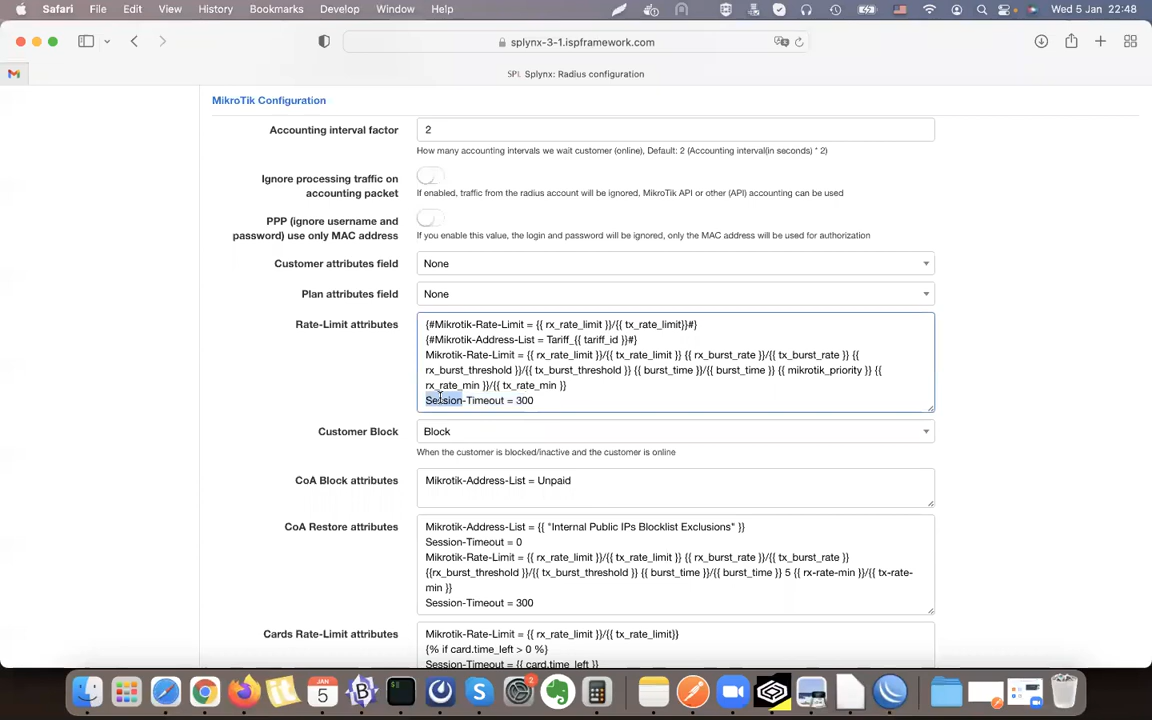 Safari File Edit View History Bookmarks Develop Window Help Wed 5 Jan 22:48
splynx-3-1.ispframework.com
SPL Splynx: Radius configuration
MikroTik Configuration
Accounting interval factor
2
How many accounting intervals we wait customer (online), Default: 2 (Accounting interval(in seconds) * 2)
Ignore processing traffic on
accounting packet
If enabled, traffic from the radius account will be ignored, MikroTik API or other (API) accounting can be used
PPP (ignore username and
password) use only MAC address
If you enable this value, the login and password will be ignored, only the MAC address will be used for authorization
Customer attributes field
None
Plan attributes field
None
Rate-Limit attributes
{#Mikrotik-Rate-Limit = {{ rx_rate_limit }}/{{ tx_rate_limit}}#}
{#Mikrotik-Address-List = Tariff_{{ tariff_id }}#}
Mikrotik-Rate-Limit = {{ rx_rate_limit }}/{{ tx_rate_limit }} {{ rx_burst_rate }}/{{ tx_burst_rate }} {{
rx_burst_threshold }}/{{ tx_burst_threshold }} {{ burst_time }}/{{ burst_time }} {{ mikrotik_priority }} {{
rx_rate_min }}/{{ tx_rate_min }}
Session-Timeout = 300
Customer Block
Block
When the customer is blocked/inactive and the customer is online
CoA Block attributes
Mikrotik-Address-List = Unpaid
CoA Restore attributes
Mikrotik-Address-List = {{ "Internal Public IPs Blocklist Exclusions" }}
Session-Timeout = 0
Mikrotik-Rate-Limit = {{ rx_rate_limit }}/{{ tx_rate_limit }} {{ rx_burst_rate }}/{{ tx_burst_rate }}
{{rx_burst_threshold }}/{{ tx_burst_threshold }} {{ burst_time }}/{{ burst_time }} 5 {{ rx-rate-min }}/{{ tx-rate-
min }}
Session-Timeout = 300
Cards Rate-Limit attributes
Mikrotik-Rate-Limit = {{ rx_rate_limit }}/{{ tx_rate_limit}}
{% if card.time_left > 0 %}
Session-Timeout = {{ card.time_left }}
JAN
5
2